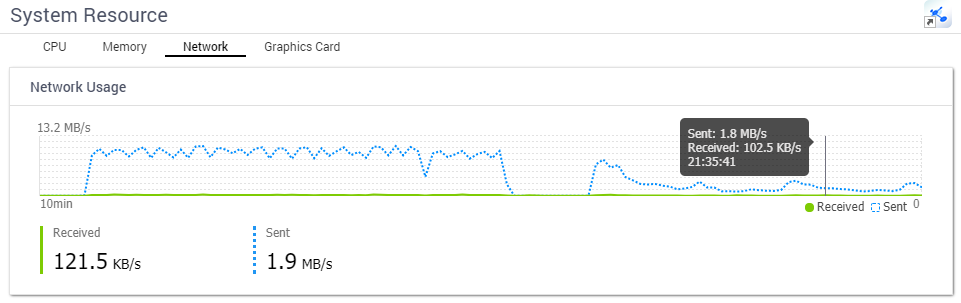 System Resource
CPU Memory Network Graphics Card
Network Usage
13.2 MB/s
Sent: 1.8 MB/s
Received: 102.5 KB/s
21:35:41
10min 0
Received Sent
Received Sent
121.5 KB/s 1.9 MB/s